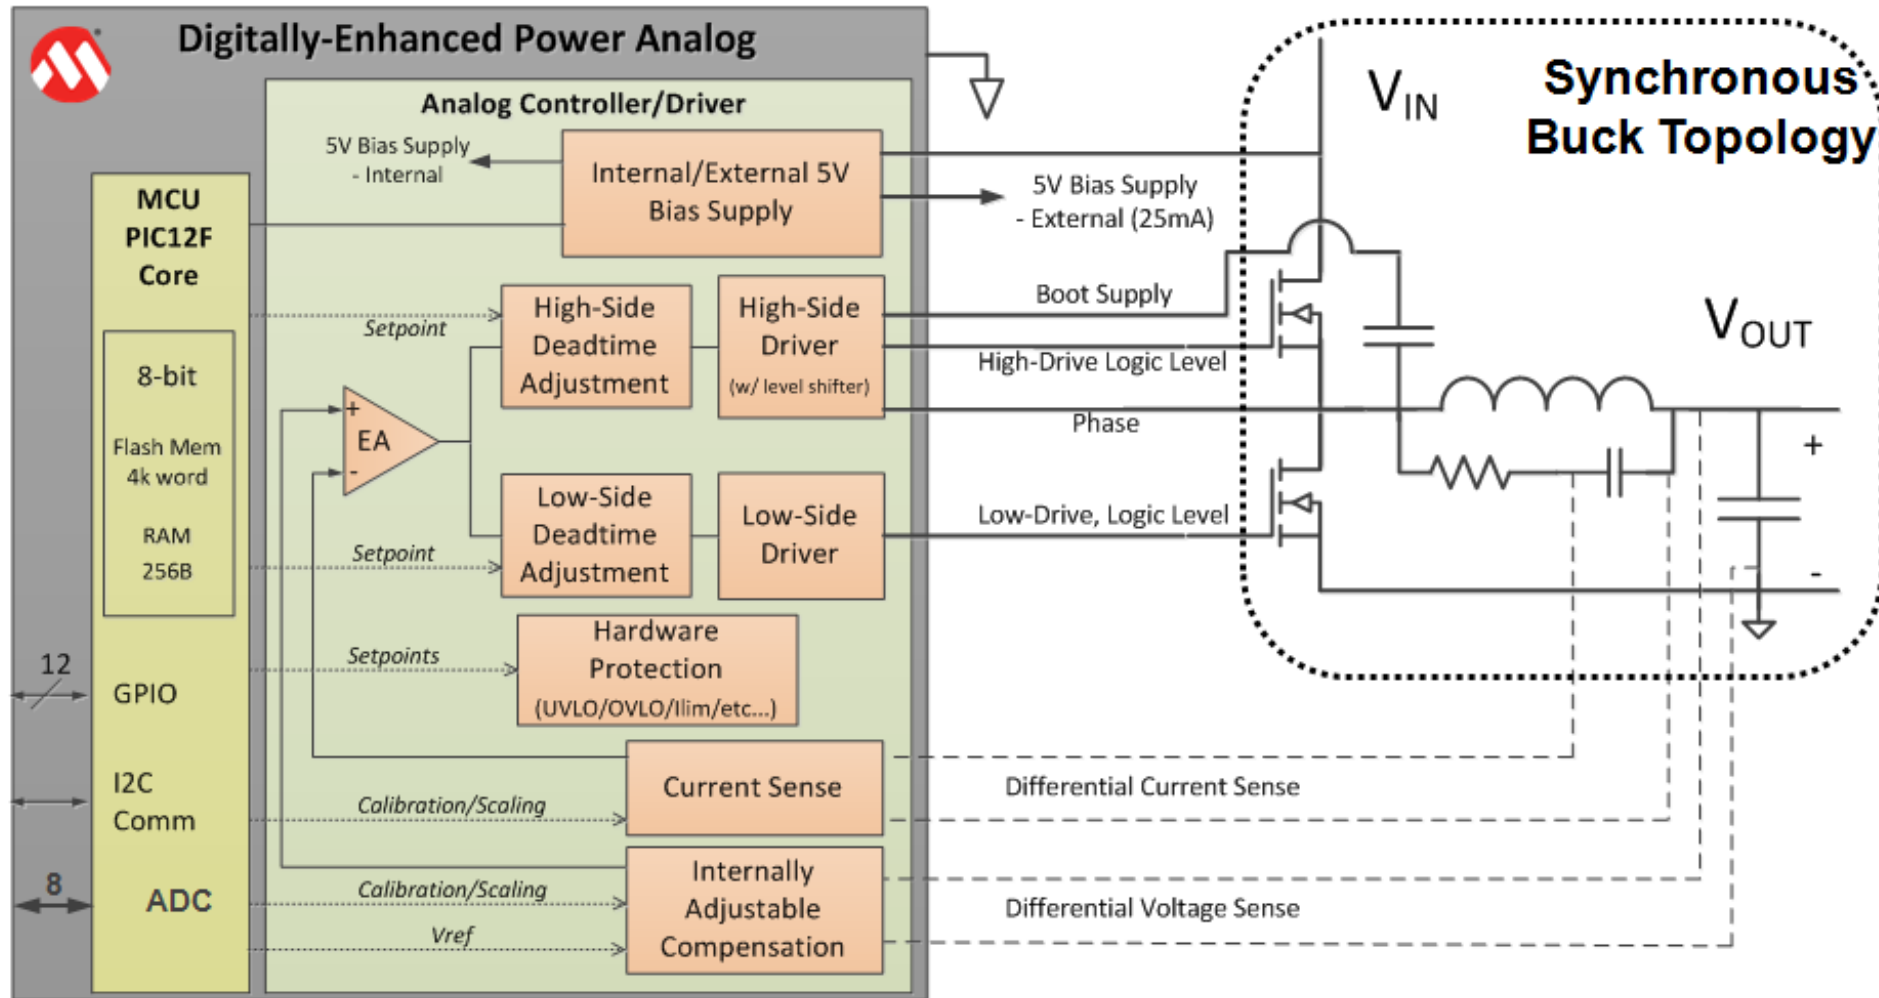 Digitally-Enhanced Power Analog
Analog Controller/Driver
5V Bias Supply
- Internal
Internal/External 5V
Bias Supply
5V Bias Supply
- External (25mA)
V_IN
Synchronous
Buck Topology
MCU
PIC12F
Core
8-bit
Flash Mem
4k word
RAM
256B
12
GPIO
I2C
Comm
8
ADC
Setpoint
High-Side
Deadtime
Adjustment
High-Side
Driver
(w/ level shifter)
Boot Supply
High-Drive Logic Level
Phase
V_OUT
+
-
+
EA
-
Setpoint
Low-Side
Deadtime
Adjustment
Low-Side
Driver
Low-Drive, Logic Level
Setpoints
Hardware
Protection
(UVLO/OVLO/Ilim/etc...)
Calibration/Scaling
Current Sense
Differential Current Sense
Calibration/Scaling
Vref
Internally
Adjustable
Compensation
Differential Voltage Sense